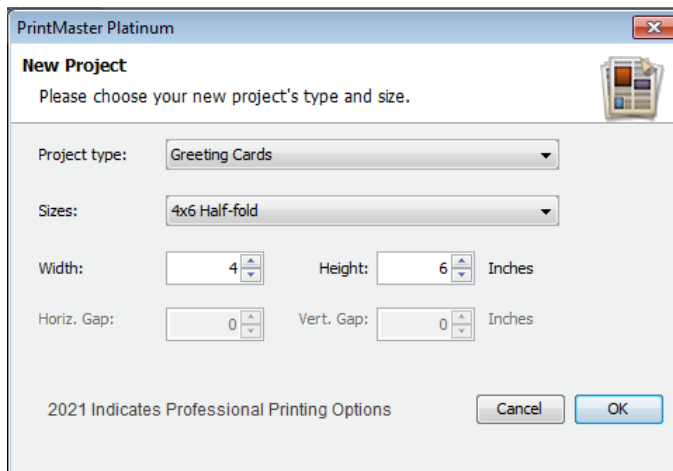 PrintMaster Platinum
New Project
Please choose your new project's type and size.
Project type: Greeting Cards
Sizes: 4x6 Half-fold
Width: 4 Height: 6 Inches
Horiz. Gap: 0 Vert. Gap: 0 Inches
2021 Indicates Professional Printing Options Cancel OK